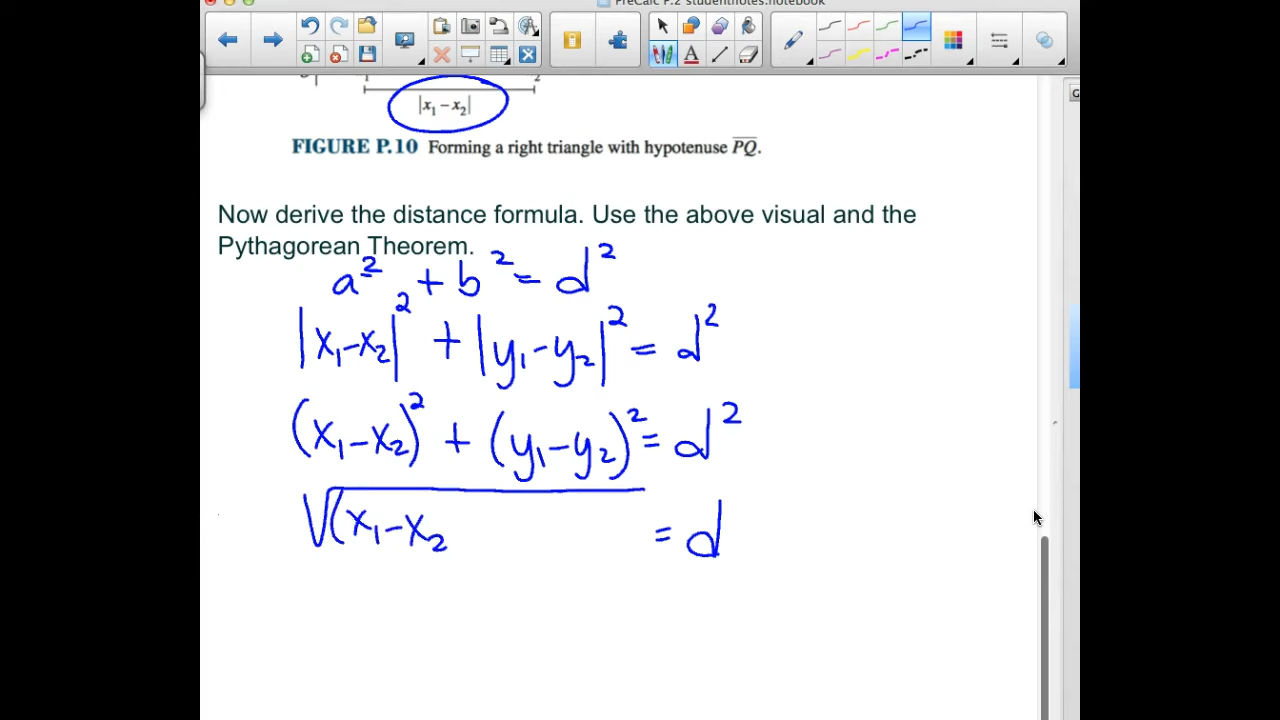 PreCalc P.2 studentnotes.notebook
|x₁ − x₂|
FIGURE P.10 Forming a right triangle with hypotenuse P̅Q̅.
Now derive the distance formula. Use the above visual and the
Pythagorean Theorem.
a² + b² = d²
|x₁−x₂|² + |y₁−y₂|² = d²
(x₁−x₂)² + (y₁−y₂)² = d²
√(x₁−x₂ = d